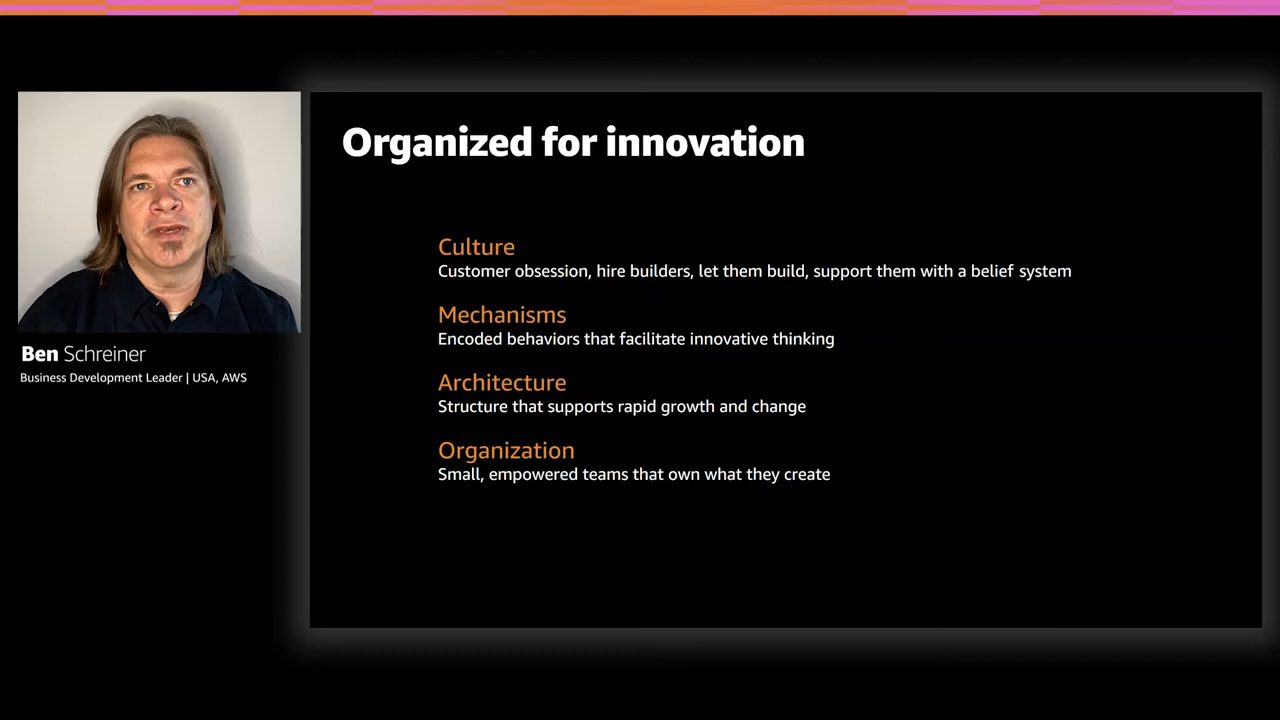 Organized for innovation
Culture
Customer obsession, hire builders, let them build, support them with a belief system
Mechanisms
Encoded behaviors that facilitate innovative thinking
Architecture
Structure that supports rapid growth and change
Organization
Small, empowered teams that own what they create
Ben Schreiner
Business Development Leader | USA, AWS